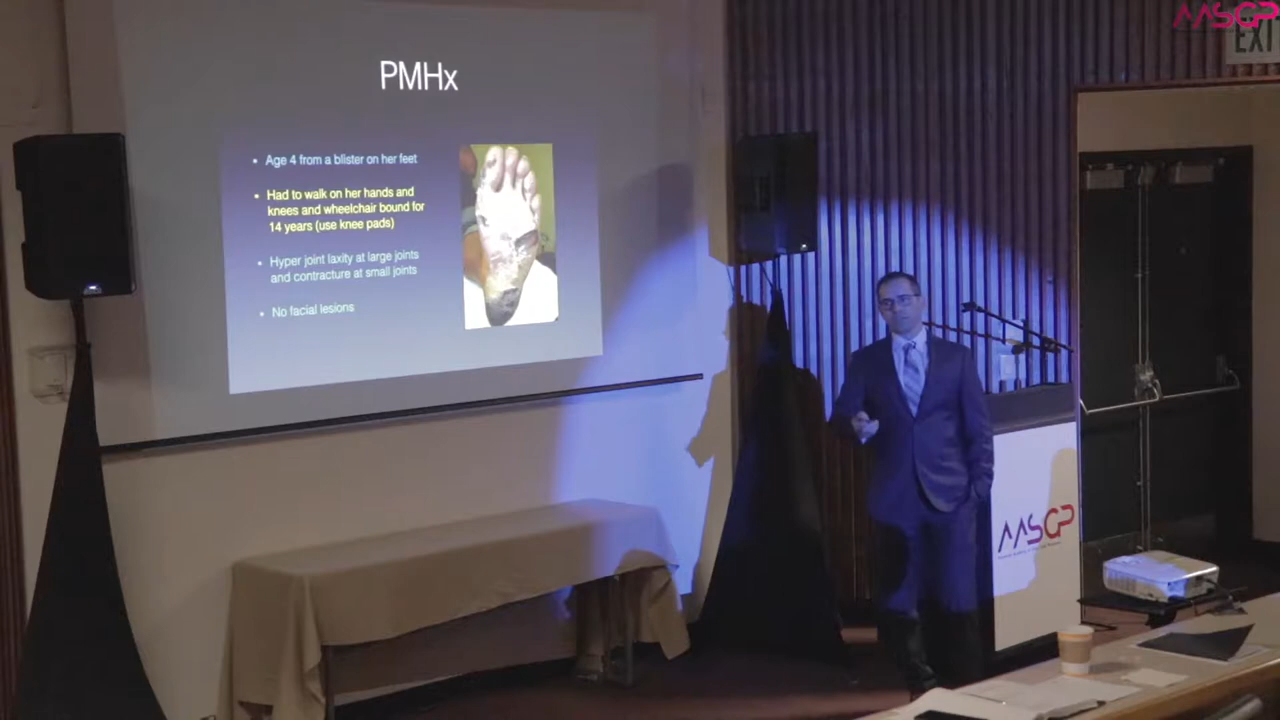 AASCP
EXIT
PMHx
• Age 4 from a blister on her feet
• Had to walk on her hands and
knees and wheelchair bound for
14 years (use knee pads)
• Hyper joint laxity at large joints
and contracture at small joints
• No facial lesions
AASCP